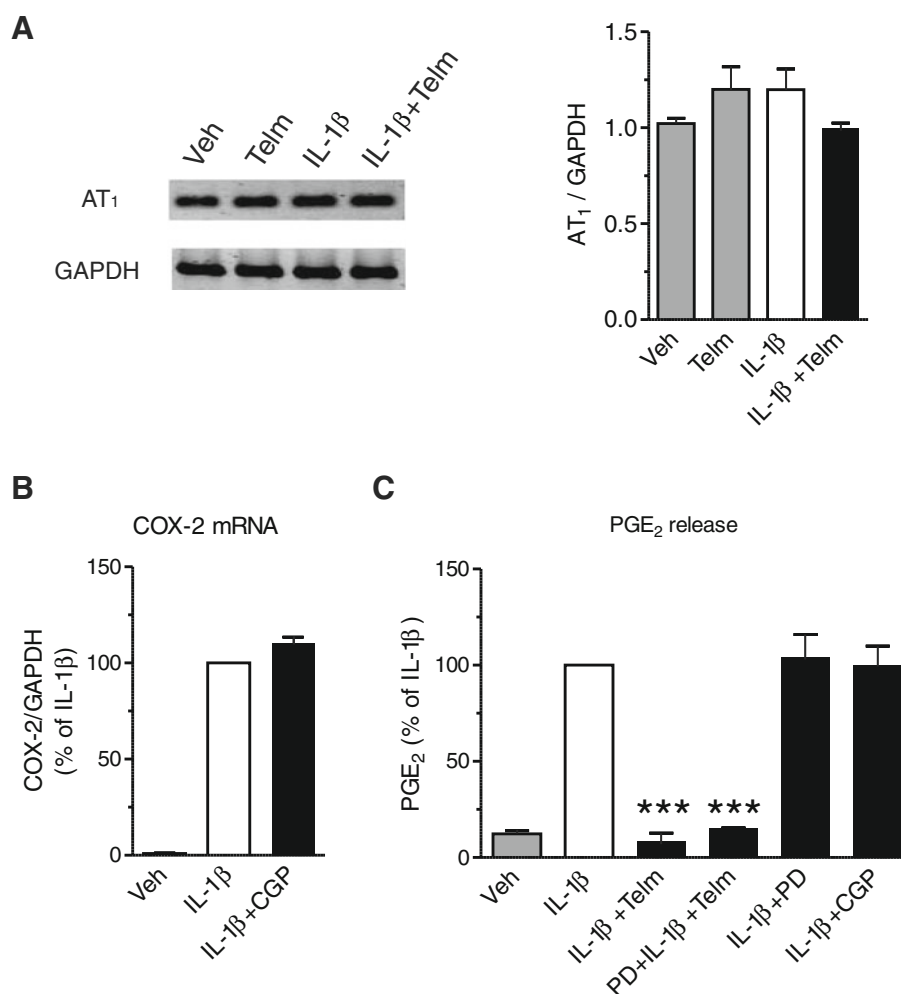 A
Veh
Telm
IL-1β
IL-1β+Telm
AT1
GAPDH
AT1 / GAPDH
1.5
1.0
0.5
0.0
Veh
Telm
IL-1β
IL-1β +Telm
B
COX-2 mRNA
COX-2/GAPDH
(% of IL-1β)
150
100
50
0
Veh
IL-1β
IL-1β+CGP
C
PGE2 release
PGE2 (% of IL-1β)
150
100
50
0
***
***
Veh
IL-1β
IL-1β +Telm
PD+IL-1β +Telm
IL-1β +PD
IL-1β +CGP